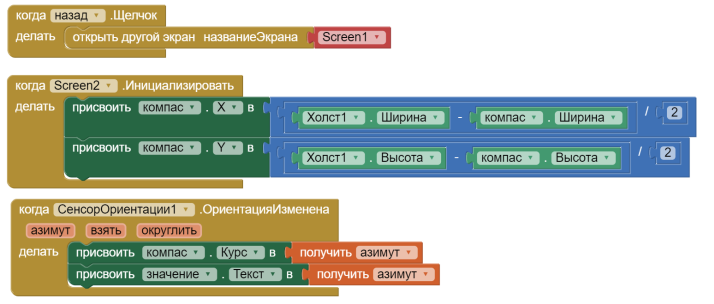 когда назад .Щелчок
делать открыть другой экран названиеЭкрана Screen1
когда Screen2 .Инициализировать
делать присвоить компас . X в Холст1 . Ширина - компас . Ширина / 2
присвоить компас . Y в Холст1 . Высота - компас . Высота / 2
когда СенсорОриентации1 .ОриентацияИзменена
азимут взять округлить
делать присвоить компас . Курс в получить азимут
присвоить значение . Текст в получить азимут